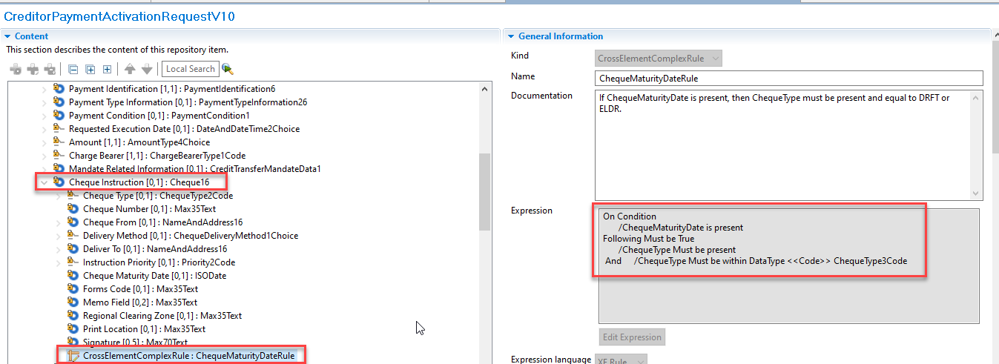 CreditorPaymentActivationRequestV10
Content
This section describes the content of this repository item.
Local Search
Payment Identification [1,1] : PaymentIdentification6
Payment Type Information [0,1] : PaymentTypeInformation26
Payment Condition [0,1] : PaymentCondition1
Requested Execution Date [0,1] : DateAndDateTime2Choice
Amount [1,1] : AmountType4Choice
Charge Bearer [1,1] : ChargeBearerType1Code
Mandate Related Information [0,1] : CreditTransferMandateData1
Cheque Instruction [0,1] : Cheque16
Cheque Type [0,1] : ChequeType2Code
Cheque Number [0,1] : Max35Text
Cheque From [0,1] : NameAndAddress16
Delivery Method [0,1] : ChequeDeliveryMethod1Choice
Deliver To [0,1] : NameAndAddress16
Instruction Priority [0,1] : Priority2Code
Cheque Maturity Date [0,1] : ISODate
Forms Code [0,1] : Max35Text
Memo Field [0,2] : Max35Text
Regional Clearing Zone [0,1] : Max35Text
Print Location [0,1] : Max35Text
Signature [0,5] : Max70Text
CrossElementComplexRule : ChequeMaturityDateRule
General Information
Kind
CrossElementComplexRule
Name
ChequeMaturityDateRule
Documentation
If ChequeMaturityDate is present, then ChequeType must be present and equal to DRFT or
ELDR.
Expression
On Condition
/ChequeMaturityDate is present
Following Must be True
/ChequeType Must be present
And /ChequeType Must be within DataType <<Code>> ChequeType3Code
Edit Expression
Expression language
XF Rule